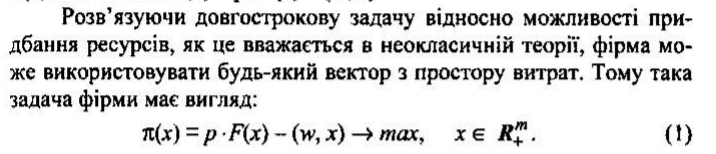 Розв’язуючи довгострокову задачу відносно можливості при-
дбання ресурсів, як це вважається в неокласичній теорії, фірма мо-
же використовувати будь-який вектор з простору витрат. Тому така
задача фірми має вигляд:
π(x) = p · F(x) – (w, x) → max, x ∈ R₊ᵐ. (1)